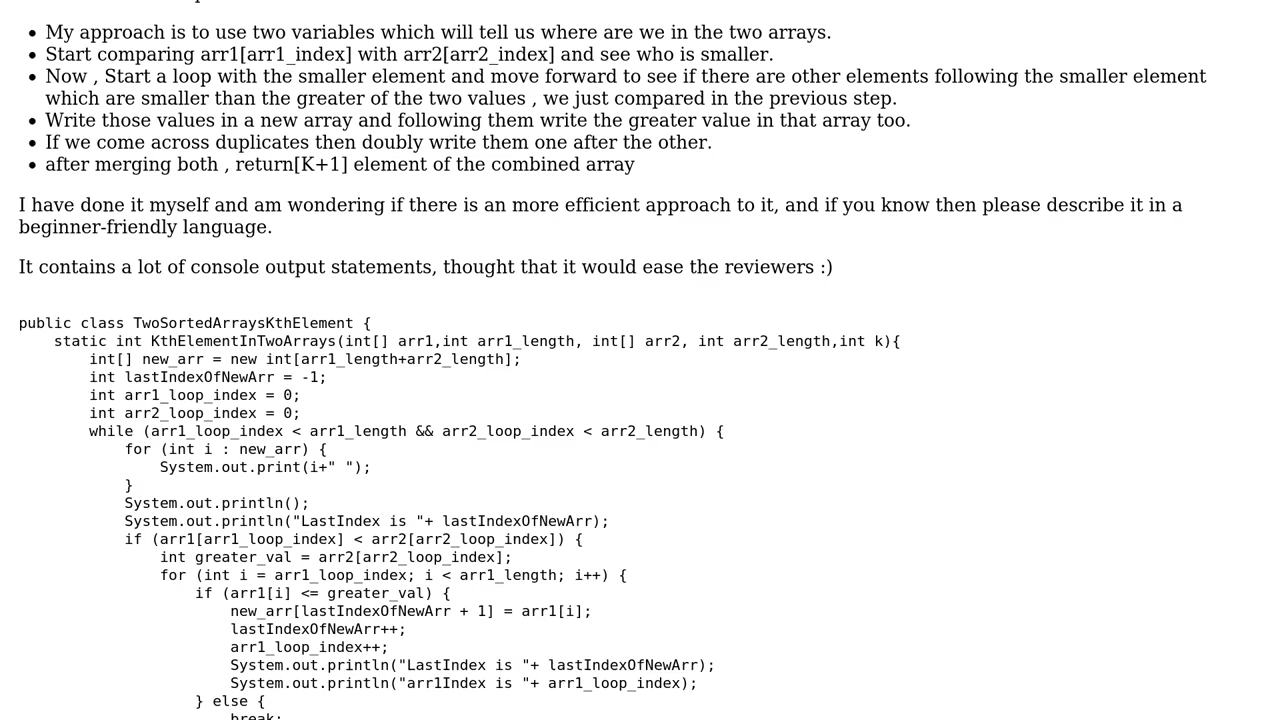 • My approach is to use two variables which will tell us where are we in the two arrays.
• Start comparing arr1[arr1_index] with arr2[arr2_index] and see who is smaller.
• Now , Start a loop with the smaller element and move forward to see if there are other elements following the smaller element
which are smaller than the greater of the two values , we just compared in the previous step.
• Write those values in a new array and following them write the greater value in that array too.
• If we come across duplicates then doubly write them one after the other.
• after merging both , return[K+1] element of the combined array
I have done it myself and am wondering if there is an more efficient approach to it, and if you know then please describe it in a
beginner-friendly language.
It contains a lot of console output statements, thought that it would ease the reviewers :)
public class TwoSortedArraysKthElement {
    static int KthElementInTwoArrays(int[] arr1,int arr1_length, int[] arr2, int arr2_length,int k){
        int[] new_arr = new int[arr1_length+arr2_length];
        int lastIndexOfNewArr = -1;
        int arr1_loop_index = 0;
        int arr2_loop_index = 0;
        while (arr1_loop_index < arr1_length && arr2_loop_index < arr2_length) {
            for (int i : new_arr) {
                System.out.print(i+" ");
            }
            System.out.println();
            System.out.println("LastIndex is "+ lastIndexOfNewArr);
            if (arr1[arr1_loop_index] < arr2[arr2_loop_index]) {
                int greater_val = arr2[arr2_loop_index];
                for (int i = arr1_loop_index; i < arr1_length; i++) {
                    if (arr1[i] <= greater_val) {
                        new_arr[lastIndexOfNewArr + 1] = arr1[i];
                        lastIndexOfNewArr++;
                        arr1_loop_index++;
                        System.out.println("LastIndex is "+ lastIndexOfNewArr);
                        System.out.println("arr1Index is "+ arr1_loop_index);
                    } else {
                        break;